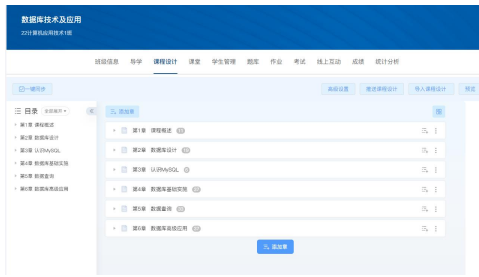 数据库技术及应用
22计算机应用技术1班
班级信息 导学 课程设计 课堂 学生管理 题库 作业 考试 线上互动 成绩 统计分析
一键同步 高级设置 推送课程设计 导入课程设计 预览
目录 全部展开
添加章
第1章 课程概述
第2章 数据库设计
第3章 认识MySQL
第4章 数据库基础实施
第5章 数据查询
第6章 数据库高级应用
第1章 课程概述
第2章 数据库设计
第3章 认识MySQL
第4章 数据库基础实施
第5章 数据查询
第6章 数据库高级应用
添加章